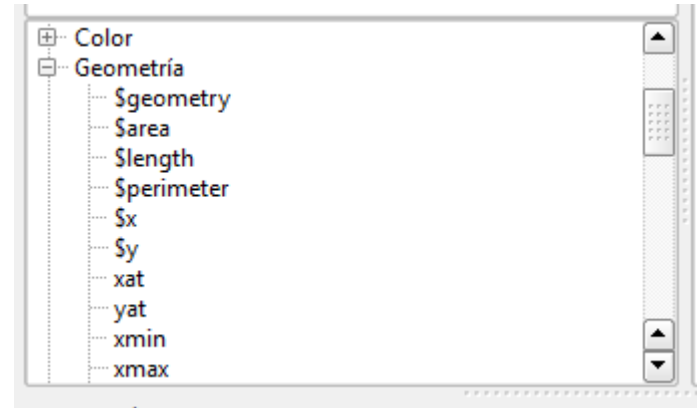 Color
Geometría
$geometry
$area
$length
$perimeter
$x
$y
xat
yat
xmin
xmax